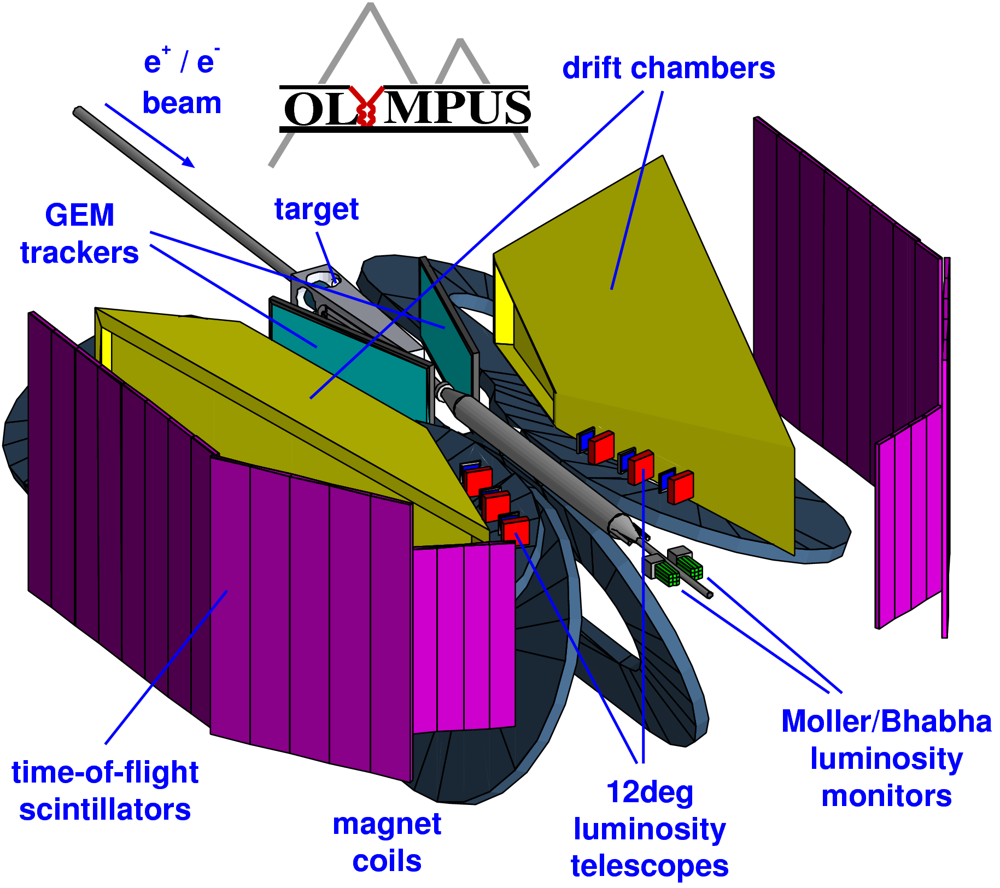 e+ / e-
beam
OLYMPUS
drift chambers
GEM
trackers
target
time-of-flight
scintillators
magnet
coils
12deg
luminosity
telescopes
Moller/Bhabha
luminosity
monitors